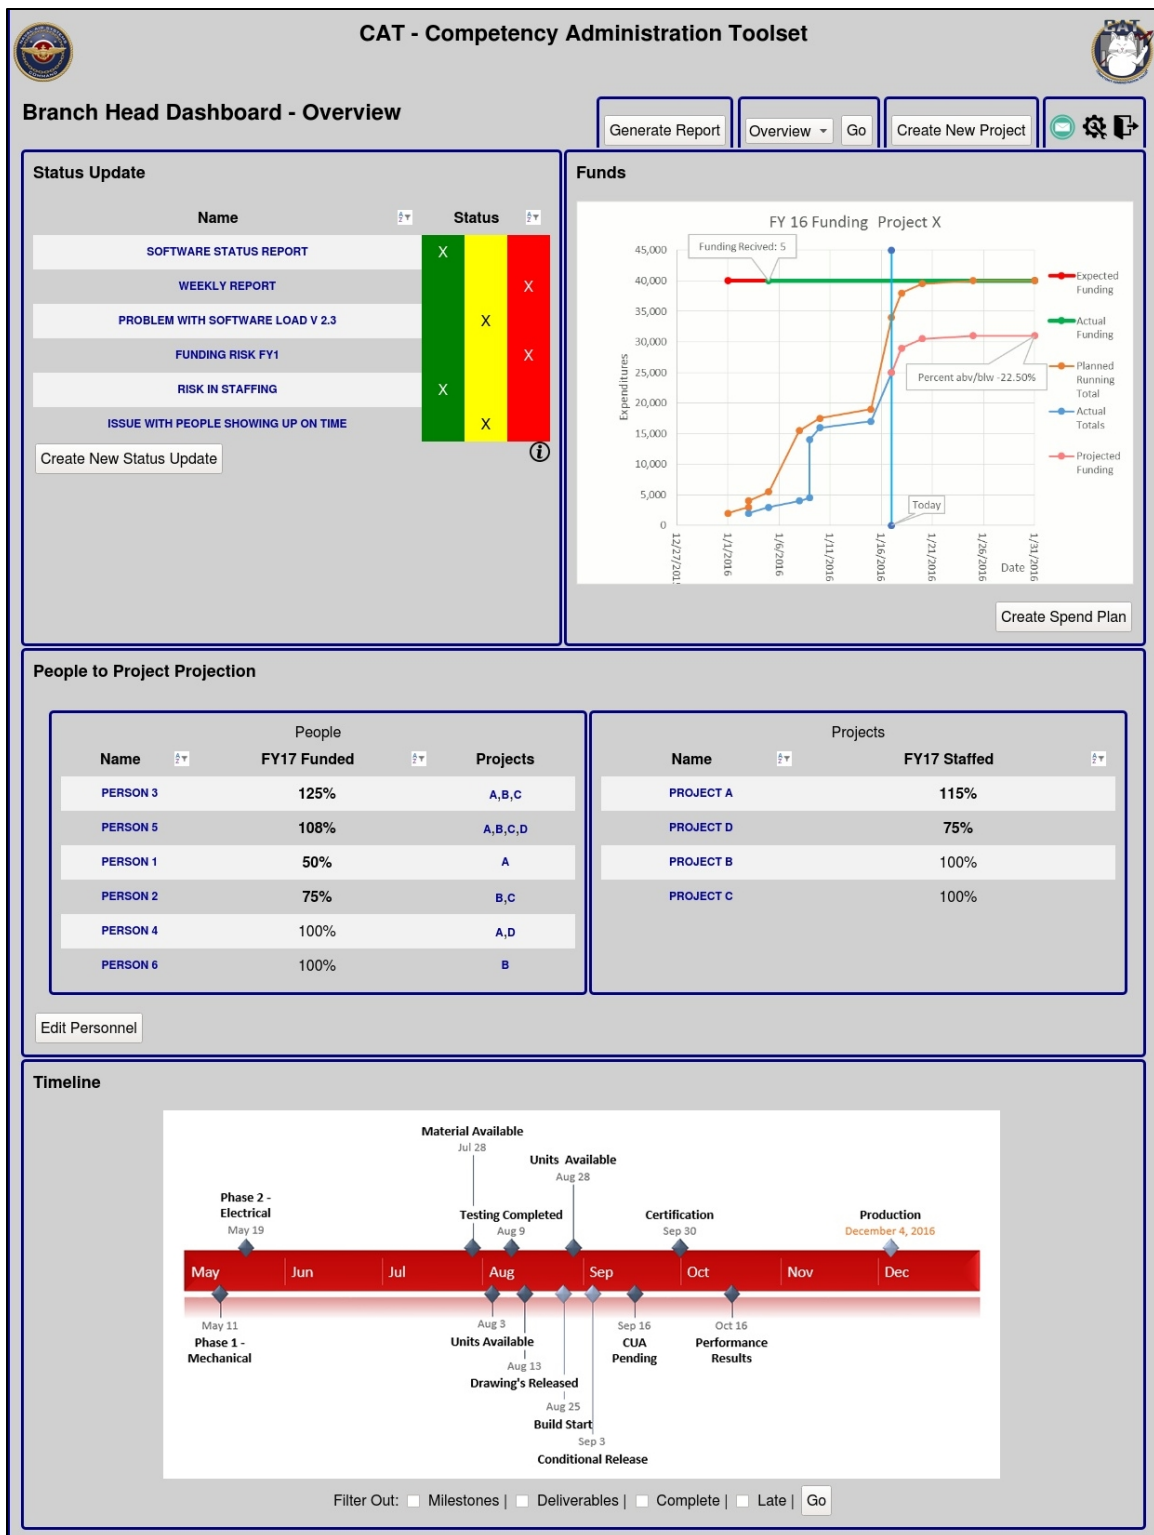 CAT - Competency Administration Toolset
CAT
Branch Head Dashboard - Overview
Generate Report
Overview
Go
Create New Project
Status Update
Name Status
SOFTWARE STATUS REPORT X
WEEKLY REPORT X
PROBLEM WITH SOFTWARE LOAD V 2.3 X
FUNDING RISK FY1 X
RISK IN STAFFING X
ISSUE WITH PEOPLE SHOWING UP ON TIME X
Create New Status Update
Funds
FY 16 Funding Project X
Funding Recived: 5
45,000
40,000
35,000
30,000
25,000
20,000
15,000
10,000
5,000
0
Expenditures
Expected
Funding
Actual
Funding
Planned
Running
Total
Actual
Totals
Projected
Funding
Percent abv/blw -22.50%
Today
12/27/201
1/1/2016
1/6/2016
1/11/2016
1/16/2016
1/21/2016
1/26/2016
1/31/2016
Date
Create Spend Plan
People to Project Projection
People
Name FY17 Funded Projects
PERSON 3 125% A,B,C
PERSON 5 108% A,B,C,D
PERSON 1 50% A
PERSON 2 75% B,C
PERSON 4 100% A,D
PERSON 6 100% B
Projects
Name FY17 Staffed
PROJECT A 115%
PROJECT D 75%
PROJECT B 100%
PROJECT C 100%
Edit Personnel
Timeline
Material Available
Jul 28
Units Available
Aug 28
Phase 2 -
Electrical
May 19
Testing Completed
Aug 9
Certification
Sep 30
Production
December 4, 2016
May Jun Jul Aug Sep Oct Nov Dec
May 11
Phase 1 -
Mechanical
Aug 3
Units Available
Aug 13
Drawing's Released
Aug 25
Build Start
Sep 3
Conditional Release
Sep 16
CUA
Pending
Oct 16
Performance
Results
Filter Out: Milestones | Deliverables | Complete | Late | Go